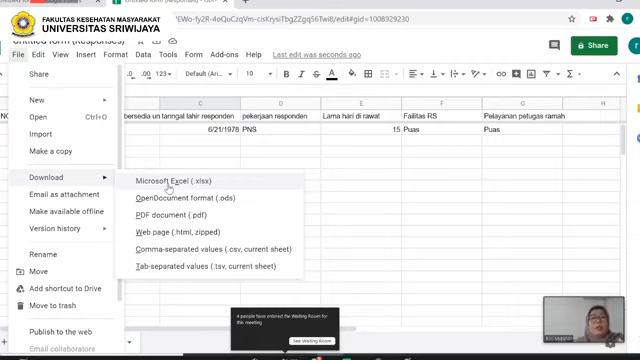 FAKULTAS KESEHATAN MASYARAKAT
UNIVERSITAS SRIWIJAYA
Untitled form (Responses)
File Edit View Insert Format Data Tools Form Add-ons Help Last edit was seconds ago
Share
123 Default (Ari... 10 B I S A
Share
New
Open Ctrl+O
Import
Make a copy
Download
Email as attachment
Make available offline
Version history
Rename
Move
Add shortcut to Drive
Move to trash
Publish to the web
Email collaborators
Microsoft Excel (.xlsx)
OpenDocument format (.ods)
PDF document (.pdf)
Web page (.html, zipped)
Comma-separated values (.csv, current sheet)
Tab-separated values (.tsv, current sheet)
C D E F G H
bersedia un tanngal lahir responden pekerjaan responden Lama hari di rawat Failitas RS Pelayanan petugas ramah
6/21/1978 PNS 15 Puas Puas
4 people have entered the Waiting Room for this meeting.
See Waiting Room